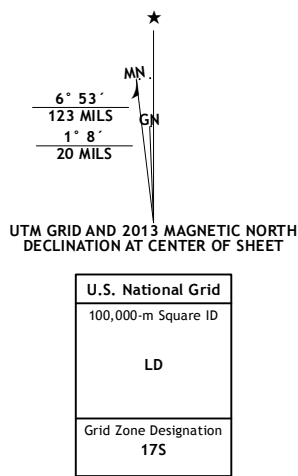 MN
6° 53´
123 MILS
GN
1° 8´
20 MILS
UTM GRID AND 2013 MAGNETIC NORTH
DECLINATION AT CENTER OF SHEET
U.S. National Grid
100,000-m Square ID
LD
Grid Zone Designation
17S